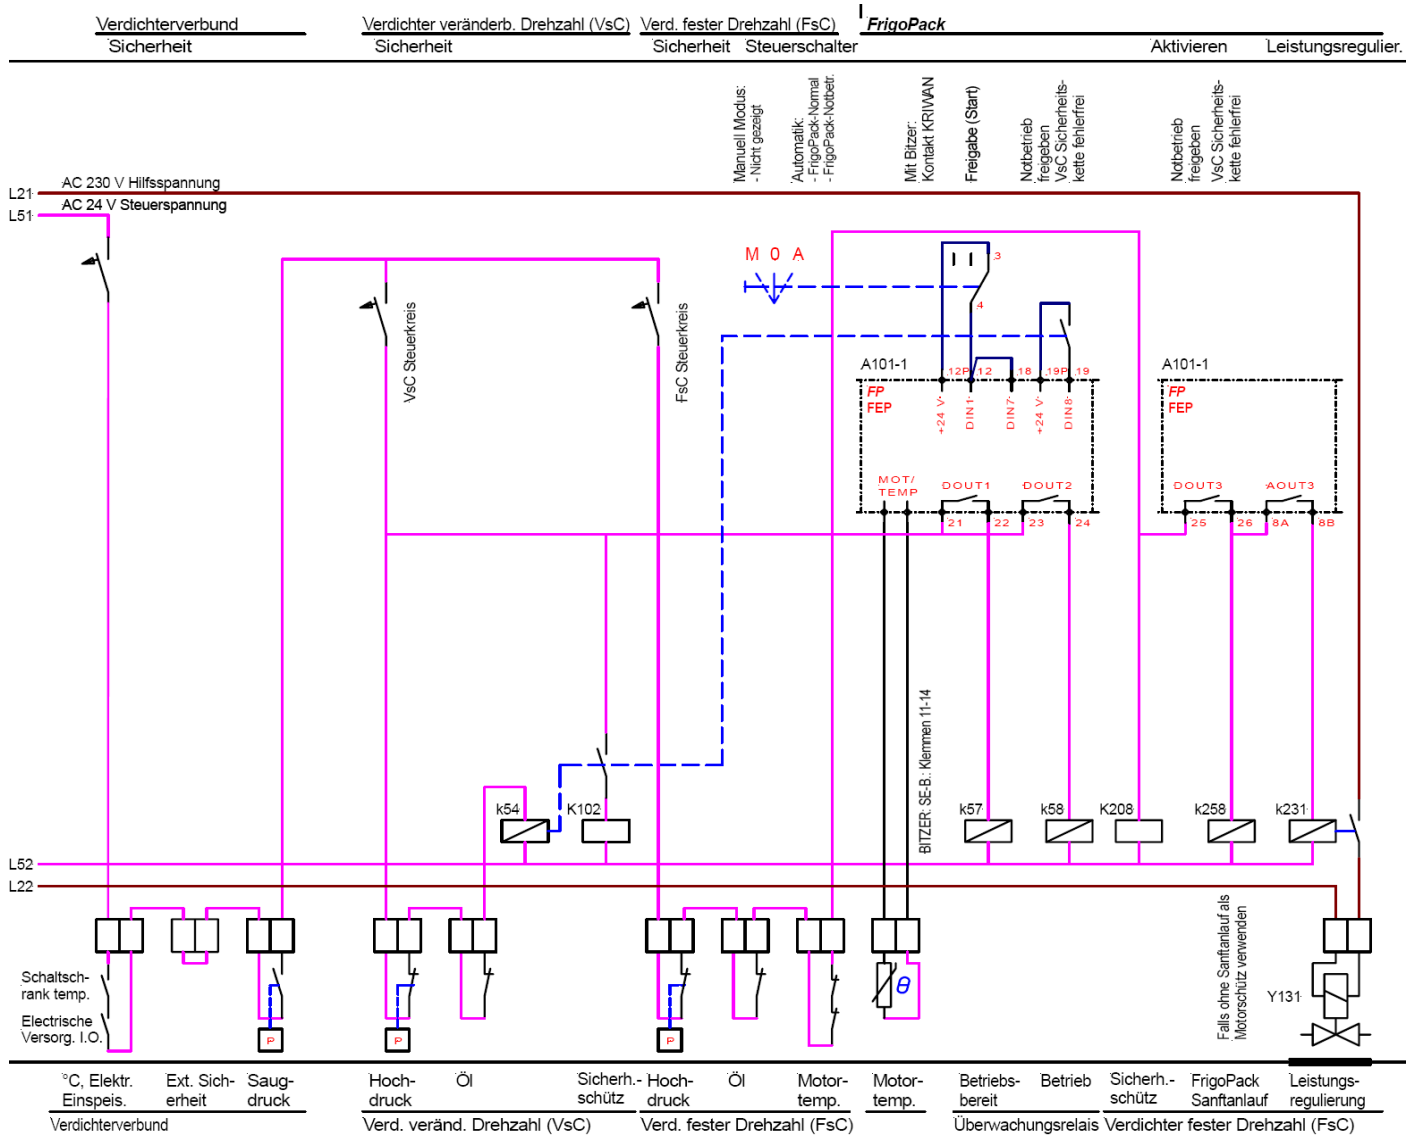 Verdichterverbund
Verdichter veränderb. Drehzahl (VsC)
Verd. fester Drehzahl (FsC)
FrigoPack
Sicherheit
Sicherheit
Sicherheit
Steuerschalter
Aktivieren
Leistungsregulier.
Manuell Modus:
- Nicht gezeigt
Automatik:
- FrigoPack-Normal
- FrigoPack-Notbetr.
Mit Bitzer:
Kontakt KRIWAN
Freigabe (Start)
Notbetrieb
freigeben
VsC Sicherheits-
kette fehlerfrei
Notbetrieb
freigeben
VsC Sicherheits-
kette fehlerfrei
L21
AC 230 V Hilfsspannung
L51
AC 24 V Steuerspannung
M 0 A
3
4
VsC Steuerkreis
FsC Steuerkreis
A101-1
12P
12
18
19P
19
A101-1
FP
FEP
+24 V
DIN1
DIN7
+24 V
DIN8
FP
FEP
MOT/
TEMP
DOUT1
DOUT2
DOUT3
AOUT3
21
22
23
24
25
26
8A
8B
BITZER: SE-B.: Klemmen 11-14
k54
K102
k57
k58
K208
k258
k231
L52
L22
Schaltsch-
rank temp.
Electrische
Versorg. I.O.
P
P
P
θ
Falls ohne Sanftanlauf als
Motorschütz verwenden
Y131
°C, Elektr.
Einspeis.
Ext. Sich-
erheit
Saug-
druck
Hoch-
druck
Öl
Sicherh.-
schütz
Hoch-
druck
Öl
Motor-
temp.
Motor-
temp.
Betriebs-
bereit
Betrieb
Sicherh.-
schütz
FrigoPack
Sanftanlauf
Leistungs-
regulierung
Verdichterverbund
Verd. veränd. Drehzahl (VsC)
Verd. fester Drehzahl (FsC)
Überwachungsrelais
Verdichter fester Drehzahl (FsC)